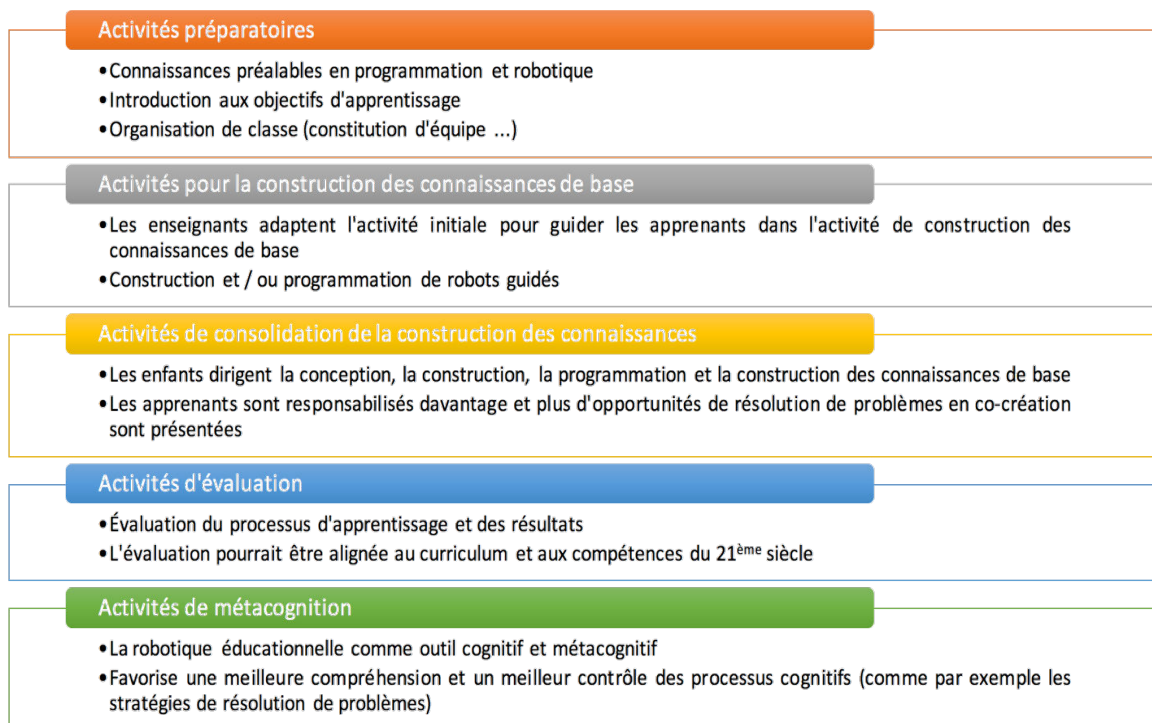 Activités préparatoires
•Connaissances préalables en programmation et robotique
•Introduction aux objectifs d'apprentissage
•Organisation de classe (constitution d'équipe ...)
Activités pour la construction des connaissances de base
•Les enseignants adaptent l'activité initiale pour guider les apprenants dans l'activité de construction des
connaissances de base
•Construction et / ou programmation de robots guidés
Activités de consolidation de la construction des connaissances
•Les enfants dirigent la conception, la construction, la programmation et la construction des connaissances de base
•Les apprenants sont responsabilisés davantage et plus d'opportunités de résolution de problèmes en co-création
sont présentées
Activités d'évaluation
•Évaluation du processus d'apprentissage et des résultats
•L'évaluation pourrait être alignée au curriculum et aux compétences du 21ème siècle
Activités de métacognition
•La robotique éducationnelle comme outil cognitif et métacognitif
•Favorise une meilleure compréhension et un meilleur contrôle des processus cognitifs (comme par exemple les
stratégies de résolution de problèmes)